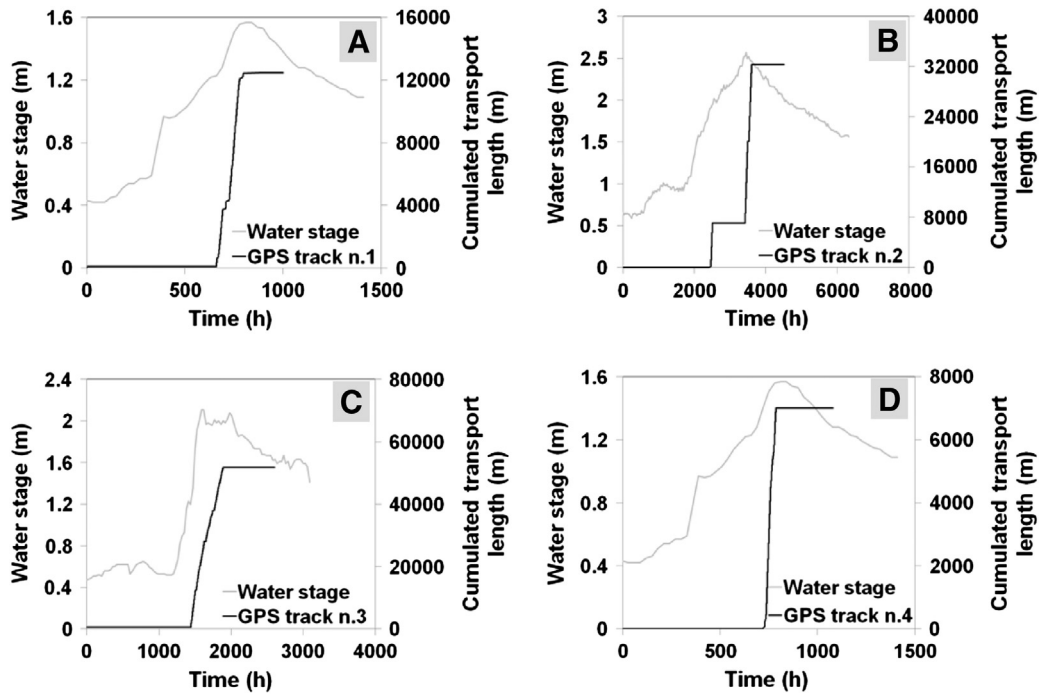 A
Water stage (m)
1.6
1.2
0.8
0.4
0
16000
12000
8000
4000
0
Cumulated transport
length (m)
Water stage
GPS track n.1
0 500 1000 1500
Time (h)
B
Water stage (m)
3
2.5
2
1.5
1
0.5
0
40000
32000
24000
16000
8000
0
Cumulated transport
length (m)
Water stage
GPS track n.2
0 2000 4000 6000 8000
Time (h)
C
Water stage (m)
2.4
2
1.6
1.2
0.8
0.4
0
80000
60000
40000
20000
0
Cumulated transport
length (m)
Water stage
GPS track n.3
0 1000 2000 3000 4000
Time (h)
D
Water stage (m)
1.6
1.2
0.8
0.4
0
8000
6000
4000
2000
0
Cumulated transport
length (m)
Water stage
GPS track n.4
0 500 1000 1500
Time (h)